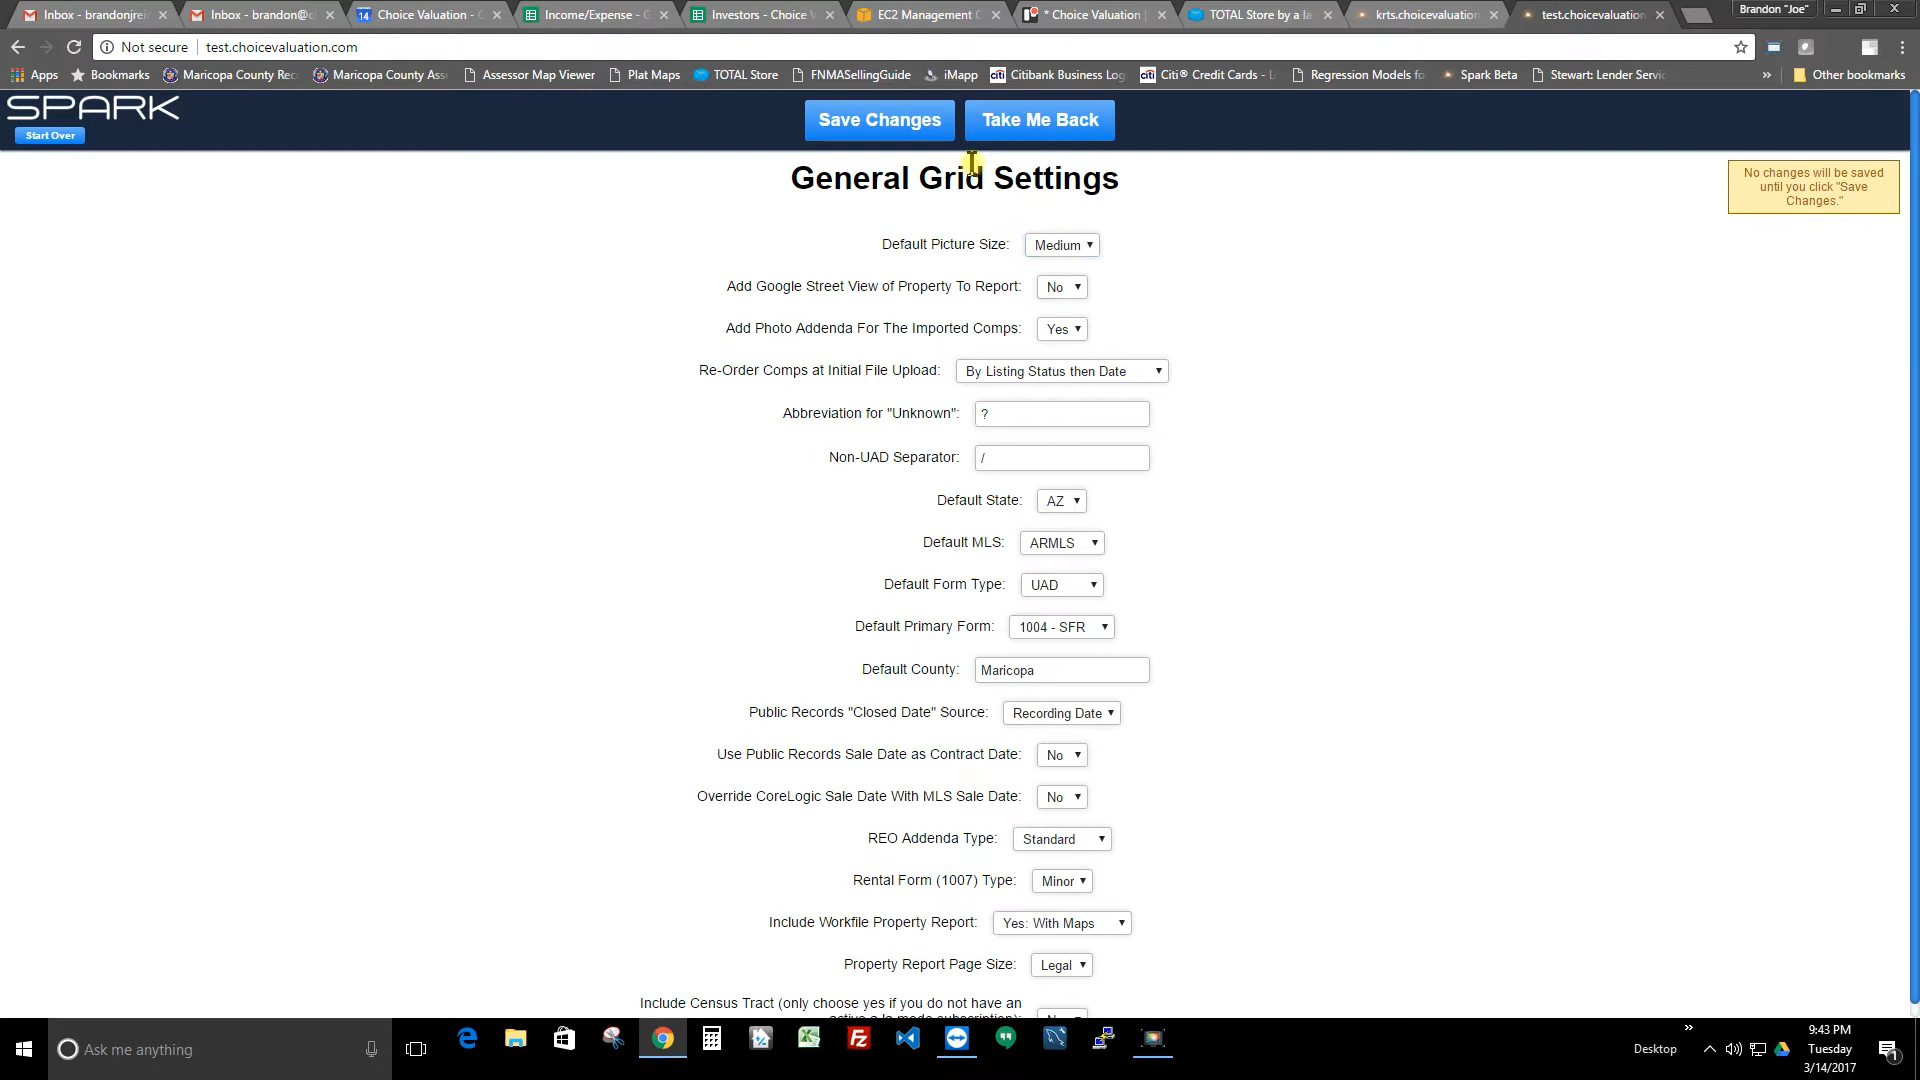 Inbox - brandonjrei
Inbox - brandon@c
14 Choice Valuation - C
Income/Expense - G
Investors - Choice V
EC2 Management C
* Choice Valuation |
TOTAL Store by a la
krts.choicevaluation
test.choicevaluation
Brandon "Joe"
Not secure test.choicevaluation.com
Apps Bookmarks Maricopa County Rec Maricopa County Ass Assessor Map Viewer Plat Maps TOTAL Store FNMASellingGuide iMapp citi Citibank Business Log citi Citi® Credit Cards - L Regression Models fo Spark Beta Stewart: Lender Servic » Other bookmarks
SPARK
Start Over
Save Changes Take Me Back
General Grid Settings
No changes will be saved
until you click "Save
Changes."
Default Picture Size: Medium
Add Google Street View of Property To Report: No
Add Photo Addenda For The Imported Comps: Yes
Re-Order Comps at Initial File Upload: By Listing Status then Date
Abbreviation for "Unknown": ?
Non-UAD Separator: /
Default State: AZ
Default MLS: ARMLS
Default Form Type: UAD
Default Primary Form: 1004 - SFR
Default County: Maricopa
Public Records "Closed Date" Source: Recording Date
Use Public Records Sale Date as Contract Date: No
Override CoreLogic Sale Date With MLS Sale Date: No
REO Addenda Type: Standard
Rental Form (1007) Type: Minor
Include Workfile Property Report: Yes: With Maps
Property Report Page Size: Legal
Include Census Tract (only choose yes if you do not have an
Ask me anything
Desktop »
9:43 PM
Tuesday
3/14/2017
1